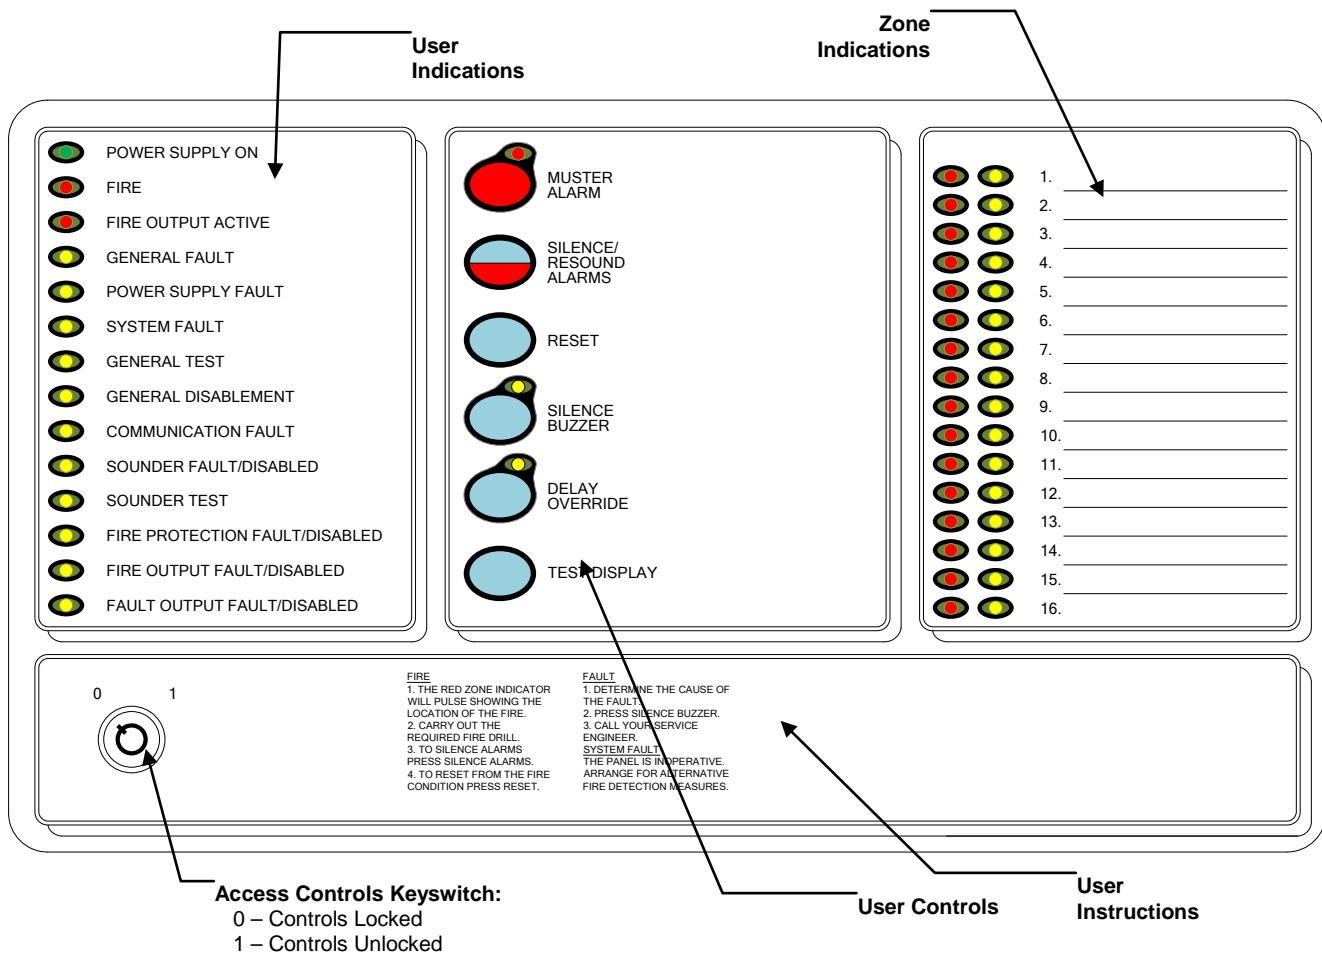 User
Indications
Zone
Indications
POWER SUPPLY ON
FIRE
FIRE OUTPUT ACTIVE
GENERAL FAULT
POWER SUPPLY FAULT
SYSTEM FAULT
GENERAL TEST
GENERAL DISABLEMENT
COMMUNICATION FAULT
SOUNDER FAULT/DISABLED
SOUNDER TEST
FIRE PROTECTION FAULT/DISABLED
FIRE OUTPUT FAULT/DISABLED
FAULT OUTPUT FAULT/DISABLED
MUSTER
ALARM
SILENCE/
RESOUND
ALARMS
RESET
SILENCE
BUZZER
DELAY
OVERRIDE
TEST DISPLAY
1.
2.
3.
4.
5.
6.
7.
8.
9.
10.
11.
12.
13.
14.
15.
16.
0 1
FIRE
1. THE RED ZONE INDICATOR
WILL PULSE SHOWING THE
LOCATION OF THE FIRE.
2. CARRY OUT THE
REQUIRED FIRE DRILL.
3. TO SILENCE ALARMS
PRESS SILENCE ALARMS.
4. TO RESET FROM THE FIRE
CONDITION PRESS RESET.
FAULT
1. DETERMINE THE CAUSE OF
THE FAULT.
2. PRESS SILENCE BUZZER.
3. CALL YOUR SERVICE
ENGINEER.
SYSTEM FAULT
THE PANEL IS INOPERATIVE.
ARRANGE FOR ALTERNATIVE
FIRE DETECTION MEASURES.
Access Controls Keyswitch:
0 – Controls Locked
1 – Controls Unlocked
User Controls
User
Instructions